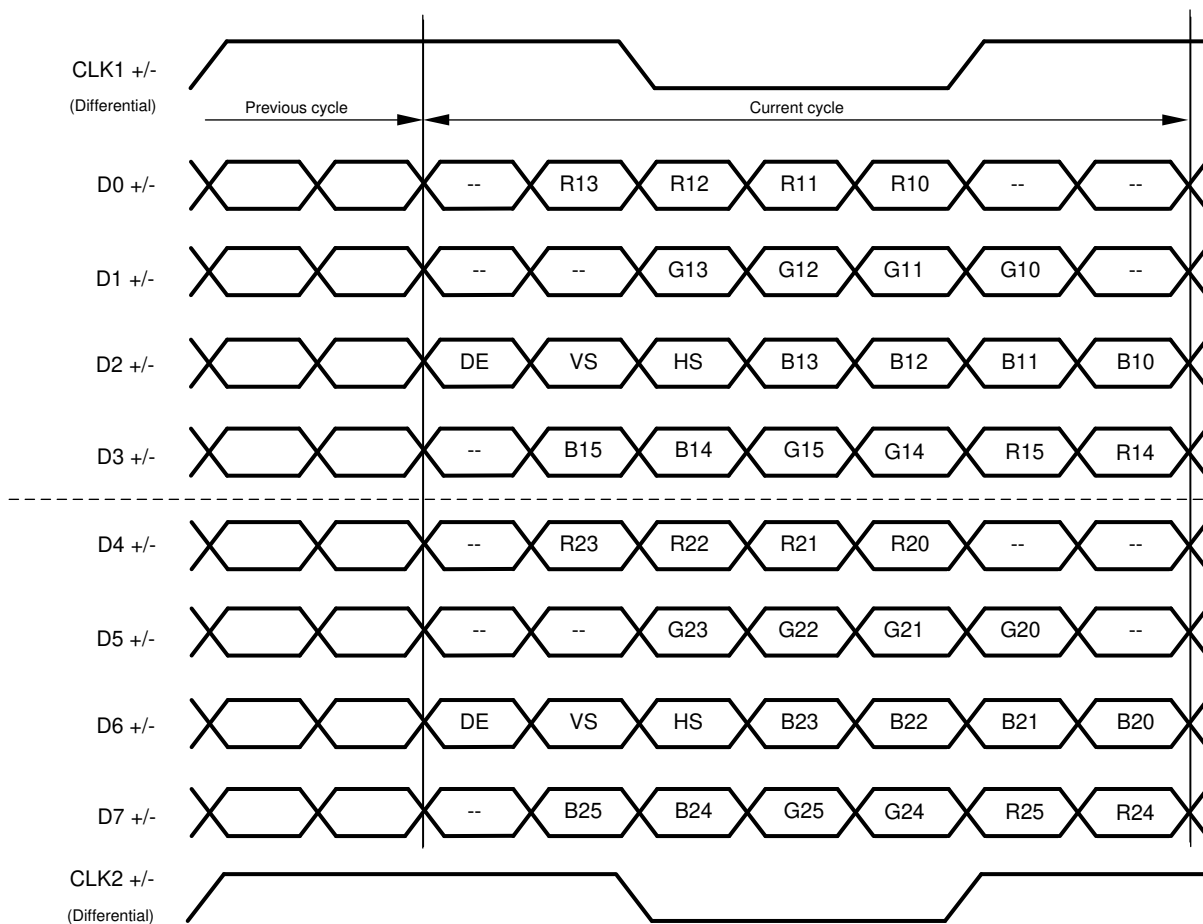 CLK1 +/-
(Differential)
Previous cycle
Current cycle
D0 +/-
--
R13
R12
R11
R10
--
--
D1 +/-
--
--
G13
G12
G11
G10
--
D2 +/-
DE
VS
HS
B13
B12
B11
B10
D3 +/-
--
B15
B14
G15
G14
R15
R14
D4 +/-
--
R23
R22
R21
R20
--
--
D5 +/-
--
--
G23
G22
G21
G20
--
D6 +/-
DE
VS
HS
B23
B22
B21
B20
D7 +/-
--
B25
B24
G25
G24
R25
R24
CLK2 +/-
(Differential)